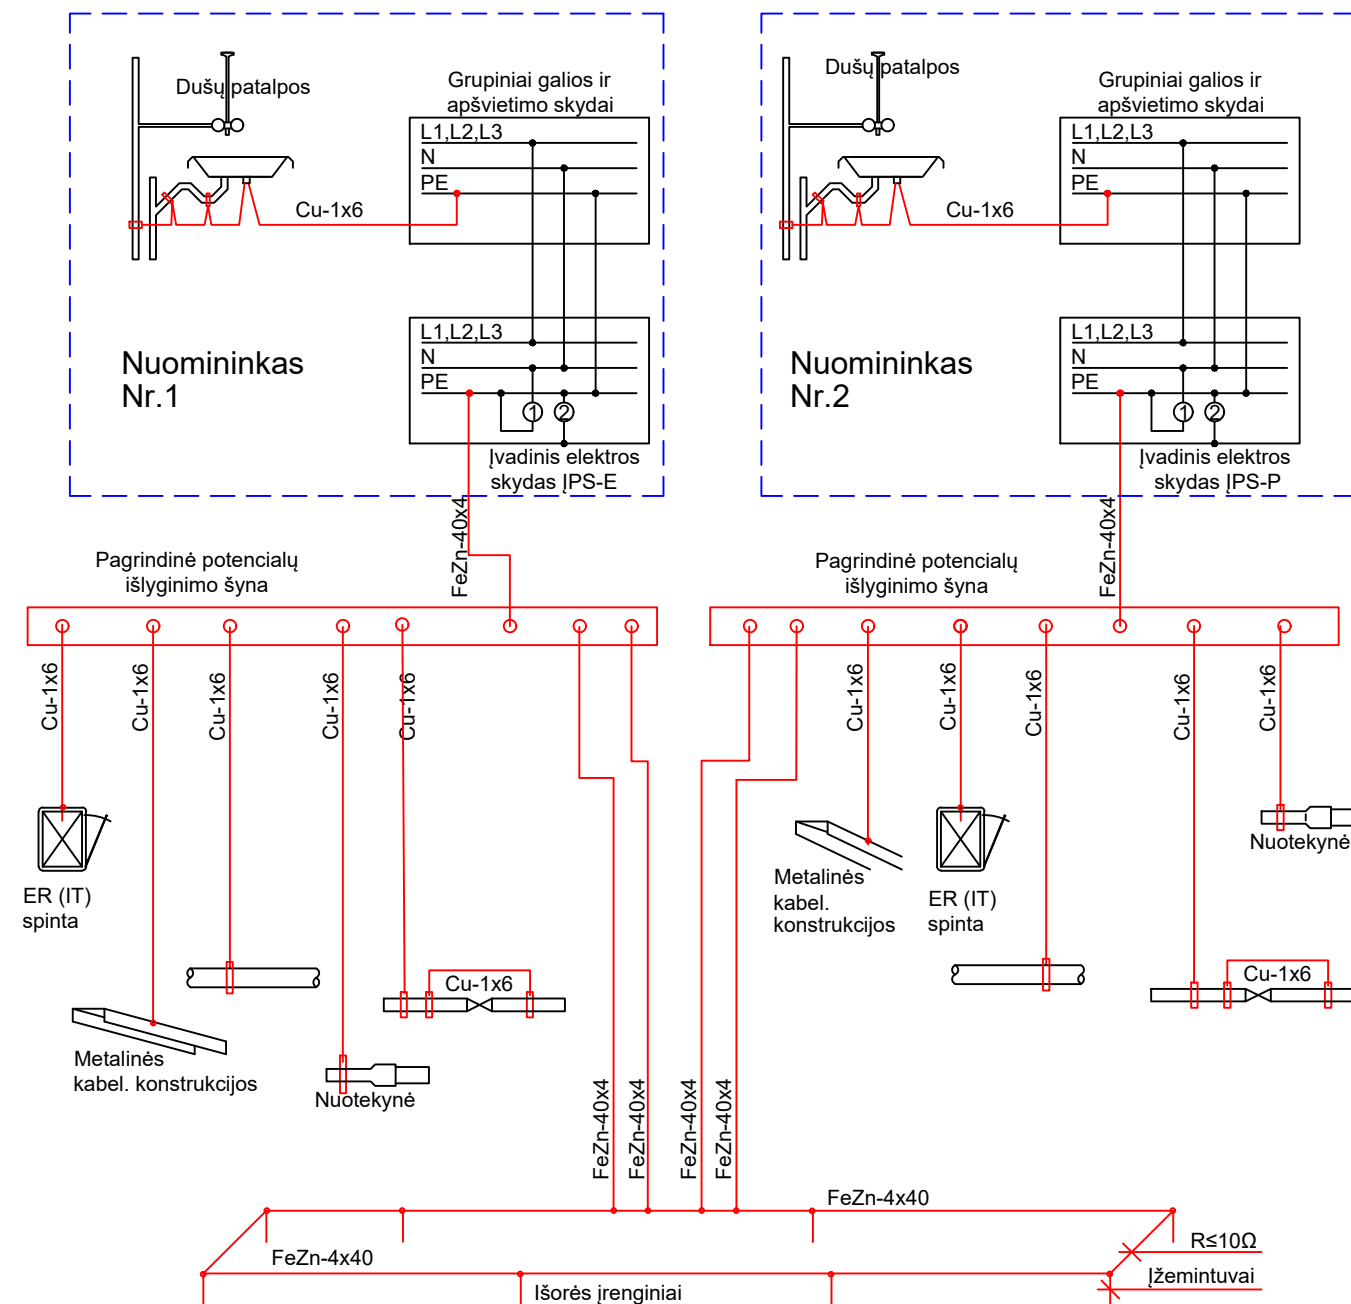 Dušų patalpos
Grupiniai galios ir
apšvietimo skydai
L1,L2,L3
N
PE
Cu-1x6
L1,L2,L3
N
PE
1
2
Nuomininkas
Nr.1
Įvadinis elektros
skydas ĮPS-E
Dušų patalpos
Grupiniai galios ir
apšvietimo skydai
L1,L2,L3
N
PE
Cu-1x6
L1,L2,L3
N
PE
1
2
Nuomininkas
Nr.2
Įvadinis elektros
skydas ĮPS-P
FeZn-40x4
FeZn-40x4
Pagrindinė potencialų
išlyginimo šyna
Pagrindinė potencialų
išlyginimo šyna
Cu-1x6
Cu-1x6
Cu-1x6
Cu-1x6
Cu-1x6
Cu-1x6
Cu-1x6
Cu-1x6
Cu-1x6
Cu-1x6
ER (IT)
spinta
Metalinės
kabel. konstrukcijos
Nuotekynė
Cu-1x6
Metalinės
kabel.
konstrukcijos
ER (IT)
spinta
Nuotekynė
Cu-1x6
FeZn-40x4
FeZn-40x4
FeZn-40x4
FeZn-40x4
FeZn-4x40
FeZn-4x40
R≤10Ω
Įžemintuvai
Išorės įrenginiai